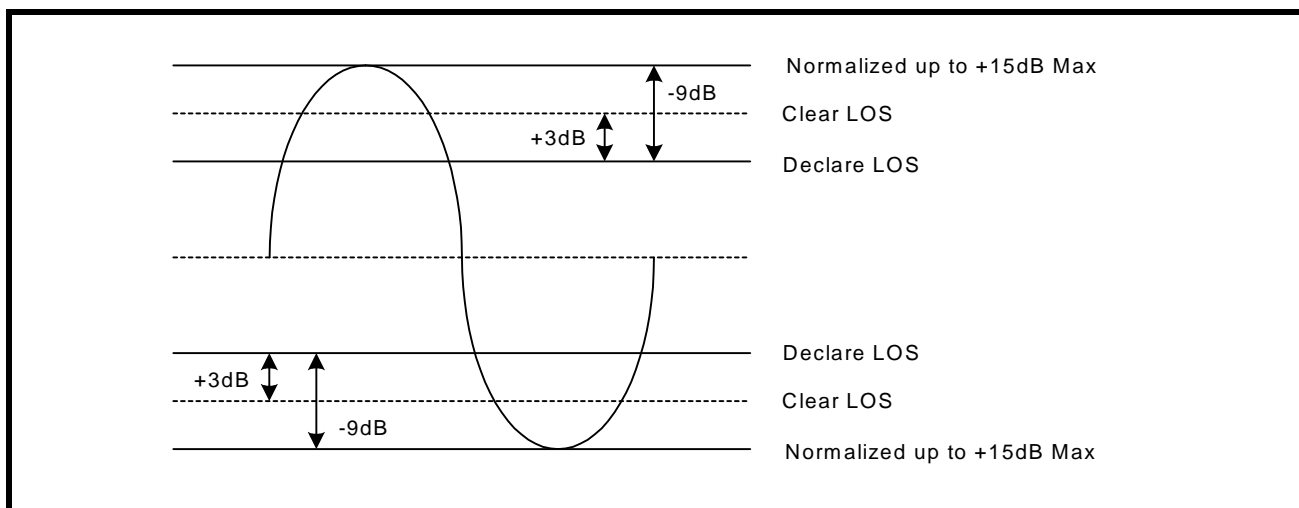 Normalized up to +15dB Max
-9dB
Clear LOS
+3dB
Declare LOS
Declare LOS
+3dB
Clear LOS
-9dB
Normalized up to +15dB Max